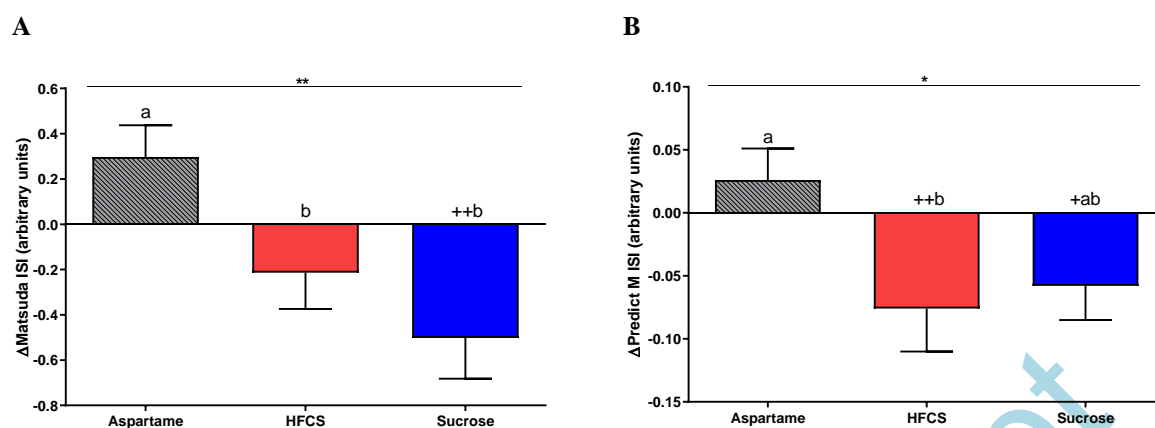 A
ΔMatsuda ISI (arbitrary units)
0.6
0.4
0.2
0.0
-0.2
-0.4
-0.6
-0.8
**
a
b
++b
Aspartame HFCS Sucrose
B
ΔPredict M ISI (arbitrary units)
0.10
0.05
0.00
-0.05
-0.10
-0.15
*
a
++b
+ab
Aspartame HFCS Sucrose